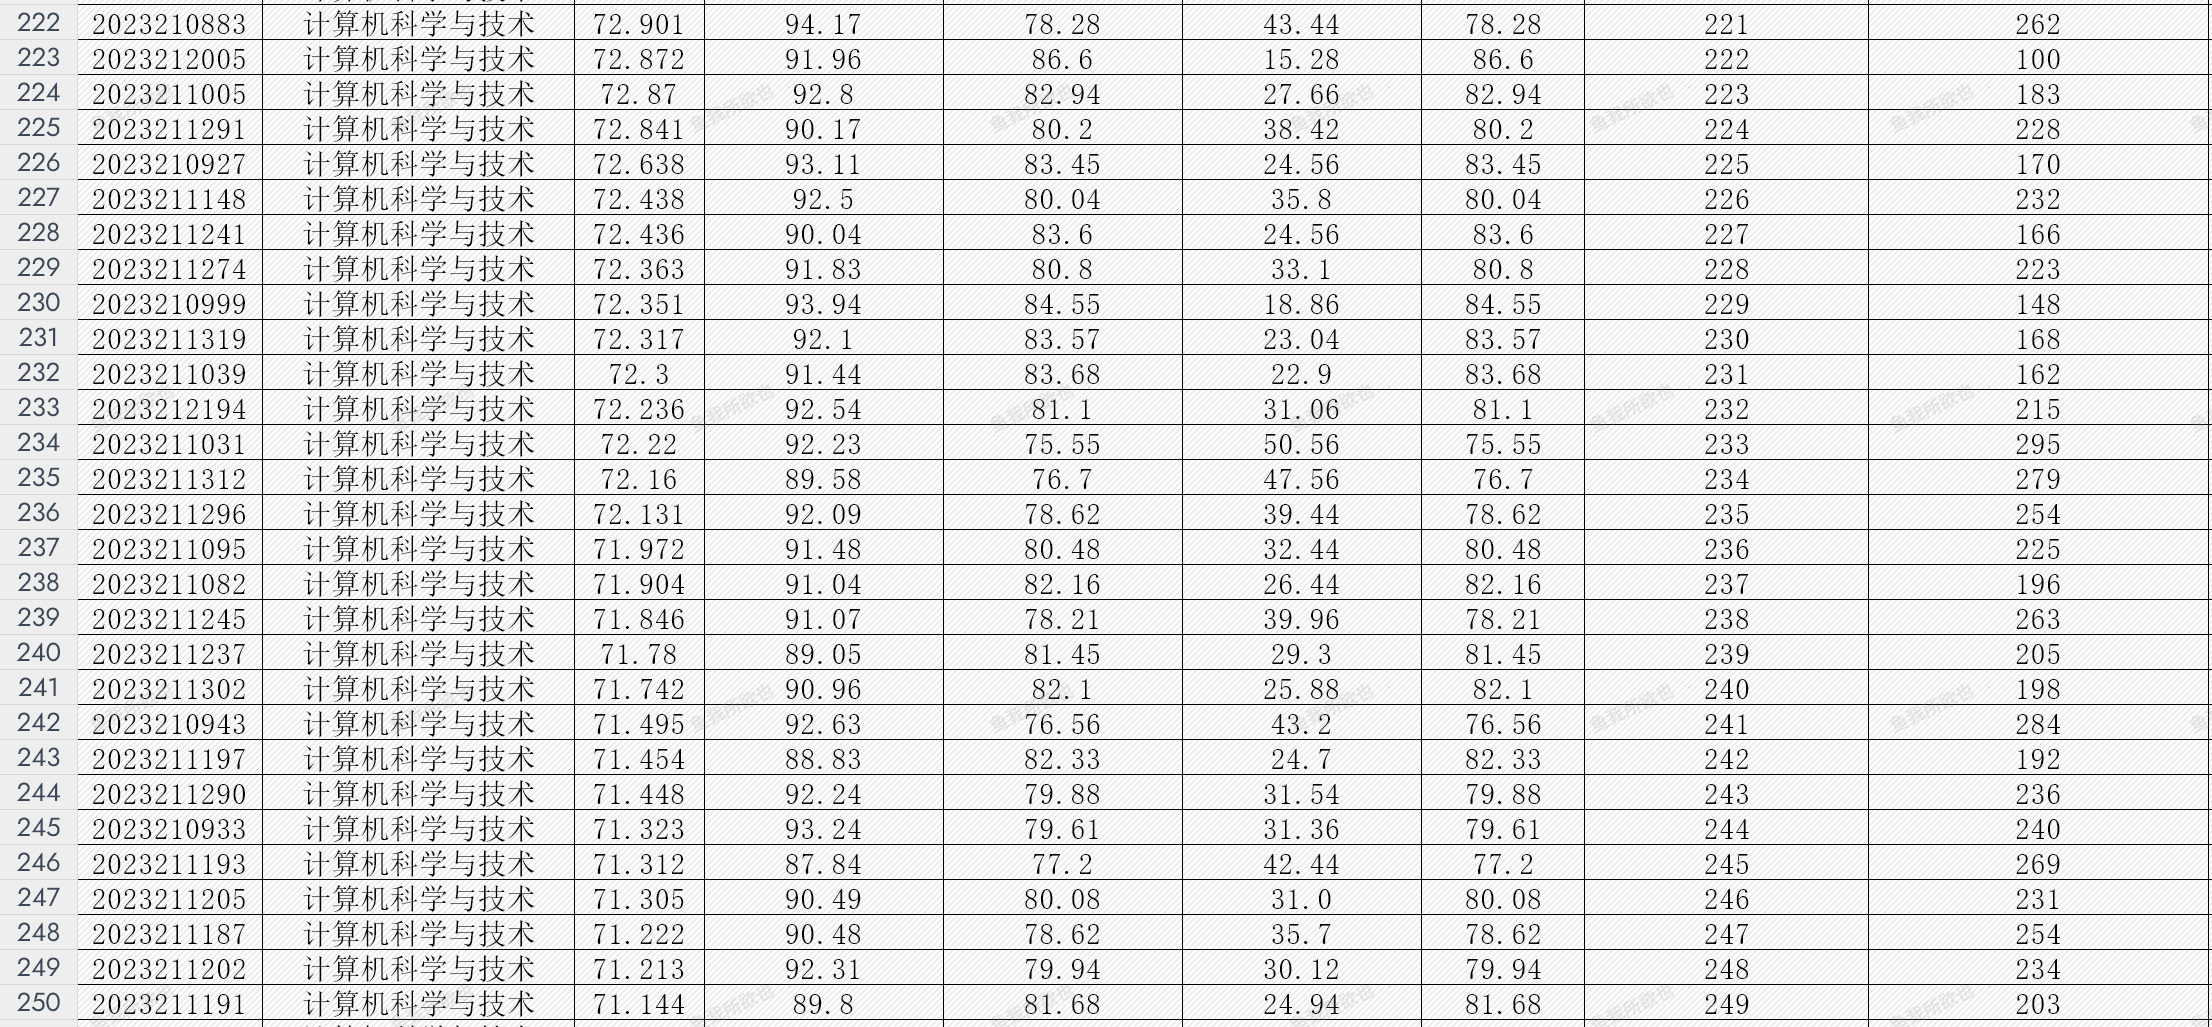 222 2023210883 计算机科学与技术 72.901 94.17 78.28 43.44 78.28 221 262
223 2023212005 计算机科学与技术 72.872 91.96 86.6 15.28 86.6 222 100
224 2023211005 计算机科学与技术 72.87 92.8 82.94 27.66 82.94 223 183
225 2023211291 计算机科学与技术 72.841 90.17 80.2 38.42 80.2 224 228
226 2023210927 计算机科学与技术 72.638 93.11 83.45 24.56 83.45 225 170
227 2023211148 计算机科学与技术 72.438 92.5 80.04 35.8 80.04 226 232
228 2023211241 计算机科学与技术 72.436 90.04 83.6 24.56 83.6 227 166
229 2023211274 计算机科学与技术 72.363 91.83 80.8 33.1 80.8 228 223
230 2023210999 计算机科学与技术 72.351 93.94 84.55 18.86 84.55 229 148
231 2023211319 计算机科学与技术 72.317 92.1 83.57 23.04 83.57 230 168
232 2023211039 计算机科学与技术 72.3 91.44 83.68 22.9 83.68 231 162
233 2023212194 计算机科学与技术 72.236 92.54 81.1 31.06 81.1 232 215
234 2023211031 计算机科学与技术 72.22 92.23 75.55 50.56 75.55 233 295
235 2023211312 计算机科学与技术 72.16 89.58 76.7 47.56 76.7 234 279
236 2023211296 计算机科学与技术 72.131 92.09 78.62 39.44 78.62 235 254
237 2023211095 计算机科学与技术 71.972 91.48 80.48 32.44 80.48 236 225
238 2023211082 计算机科学与技术 71.904 91.04 82.16 26.44 82.16 237 196
239 2023211245 计算机科学与技术 71.846 91.07 78.21 39.96 78.21 238 263
240 2023211237 计算机科学与技术 71.78 89.05 81.45 29.3 81.45 239 205
241 2023211302 计算机科学与技术 71.742 90.96 82.1 25.88 82.1 240 198
242 2023210943 计算机科学与技术 71.495 92.63 76.56 43.2 76.56 241 284
243 2023211197 计算机科学与技术 71.454 88.83 82.33 24.7 82.33 242 192
244 2023211290 计算机科学与技术 71.448 92.24 79.88 31.54 79.88 243 236
245 2023210933 计算机科学与技术 71.323 93.24 79.61 31.36 79.61 244 240
246 2023211193 计算机科学与技术 71.312 87.84 77.2 42.44 77.2 245 269
247 2023211205 计算机科学与技术 71.305 90.49 80.08 31.0 80.08 246 231
248 2023211187 计算机科学与技术 71.222 90.48 78.62 35.7 78.62 247 254
249 2023211202 计算机科学与技术 71.213 92.31 79.94 30.12 79.94 248 234
250 2023211191 计算机科学与技术 71.144 89.8 81.68 24.94 81.68 249 203